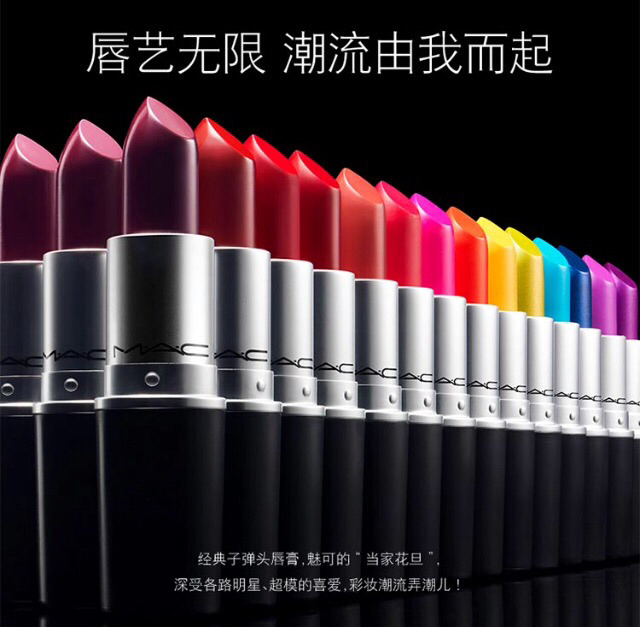 唇艺无限 潮流由我而起
M·A·C
经典子弹头唇膏,魅可的“当家花旦”,
深受各路明星、超模的喜爱,彩妆潮流弄潮儿!